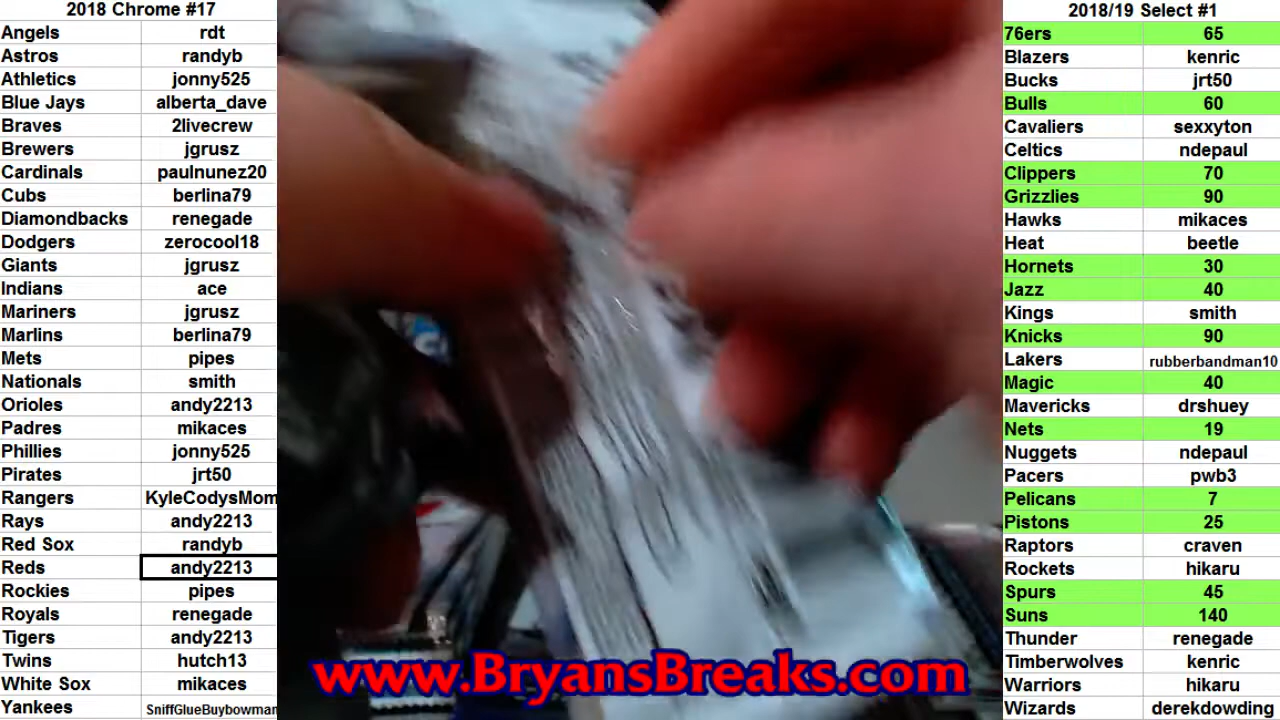 2018 Chrome #17
Angels rdt
Astros randyb
Athletics jonny525
Blue Jays alberta_dave
Braves 2livecrew
Brewers jgrusz
Cardinals paulnunez20
Cubs berlina79
Diamondbacks renegade
Dodgers zerocool18
Giants jgrusz
Indians ace
Mariners jgrusz
Marlins berlina79
Mets pipes
Nationals smith
Orioles andy2213
Padres mikaces
Phillies jonny525
Pirates jrt50
Rangers KyleCodysMom
Rays andy2213
Red Sox randyb
Reds andy2213
Rockies pipes
Royals renegade
Tigers andy2213
Twins hutch13
White Sox mikaces
Yankees SniffGlueBuybowman
www.BryansBreaks.com
2018/19 Select #1
76ers 65
Blazers kenric
Bucks jrt50
Bulls 60
Cavaliers sexxyton
Celtics ndepaul
Clippers 70
Grizzlies 90
Hawks mikaces
Heat beetle
Hornets 30
Jazz 40
Kings smith
Knicks 90
Lakers rubberbandman10
Magic 40
Mavericks drshuey
Nets 19
Nuggets ndepaul
Pacers pwb3
Pelicans 7
Pistons 25
Raptors craven
Rockets hikaru
Spurs 45
Suns 140
Thunder renegade
Timberwolves kenric
Warriors hikaru
Wizards derekdowding